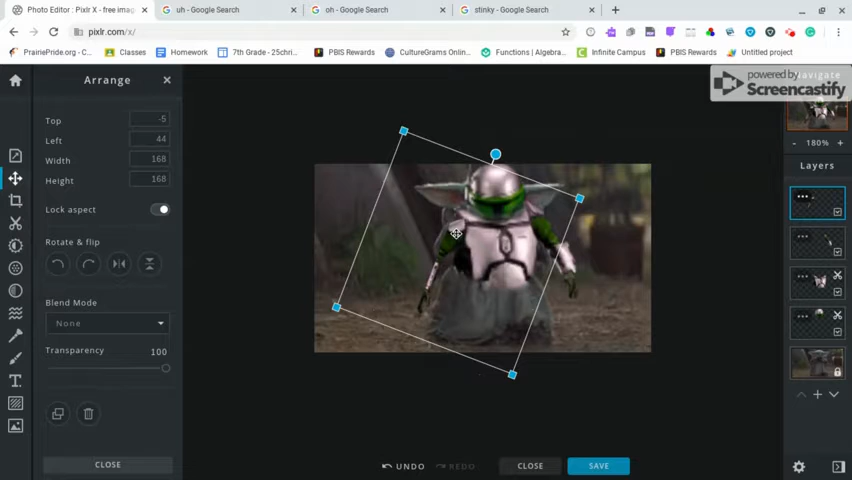 Photo Editor : Pixlr X - free imag
uh - Google Search
oh - Google Search
stinky - Google Search
pixlr.com/x/
PrairiePride.org - C...
Classes
Homework
7th Grade - 25chri...
PBIS Rewards
CultureGrams Onlin...
Functions | Algebra...
Infinite Campus
PBIS Rewards
Untitled project
Arrange
powered by
Screencastify
Navigate
Top -5
Left 44
Width 168
Height 168
Lock aspect
Rotate & flip
Blend Mode
None
Transparency 100
CLOSE
- 180% +
Layers
UNDO
REDO
CLOSE
SAVE